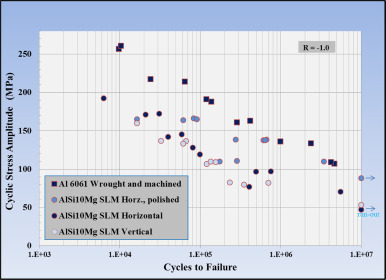 R = -1.0
250
200
150
100
50
0
Cyclic Stress Amplitude (MPa)
Al 6061 Wrought and machined
AlSi10Mg SLM Horz., polished
AlSi10Mg SLM Horizontal
AlSi10Mg SLM Vertical
run-out
1.E+03 1.E+04 1.E+05 1.E+06 1.E+07
Cycles to Failure